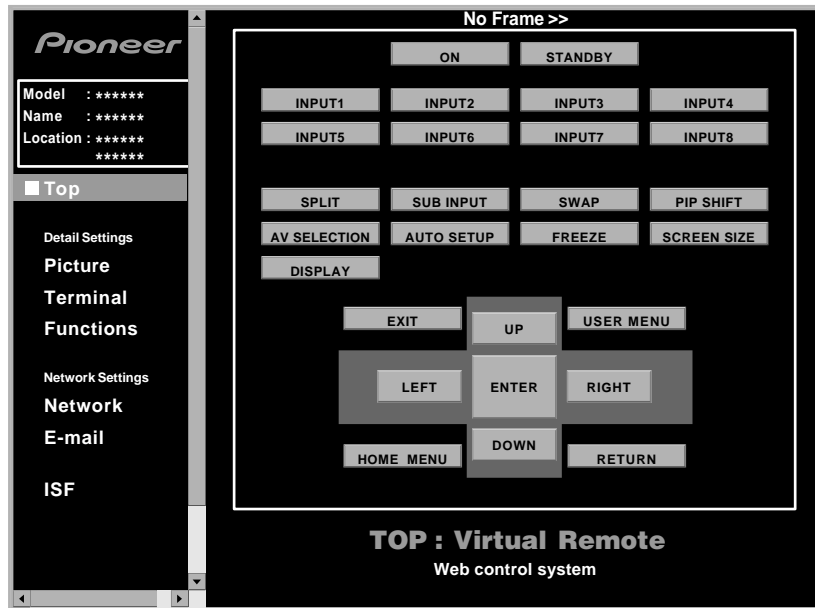 Pioneer
Model : ******
Name : ******
Location : ******
******
Top
Detail Settings
Picture
Terminal
Functions
Network Settings
Network
E-mail
ISF
No Frame >>
ON STANDBY
INPUT1 INPUT2 INPUT3 INPUT4
INPUT5 INPUT6 INPUT7 INPUT8
SPLIT SUB INPUT SWAP PIP SHIFT
AV SELECTION AUTO SETUP FREEZE SCREEN SIZE
DISPLAY
EXIT UP USER MENU
LEFT ENTER RIGHT
HOME MENU DOWN RETURN
TOP : Virtual Remote
Web control system